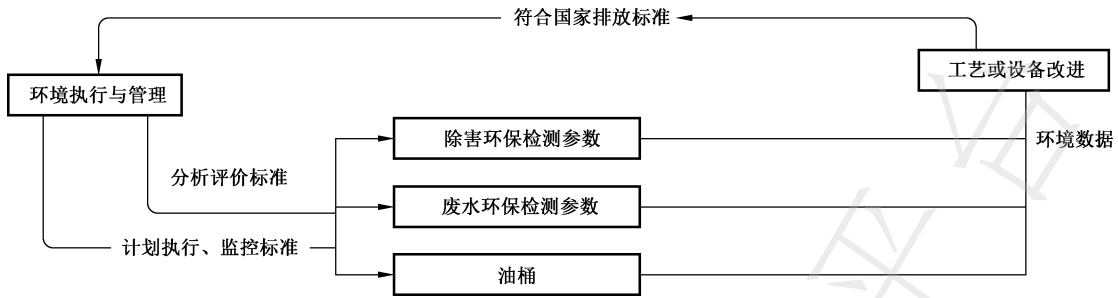 符合国家排放标准
工艺或设备改进
环境执行与管理
除害环保检测参数
环境数据
分析评价标准
废水环保检测参数
计划执行、监控标准
油桶
平台